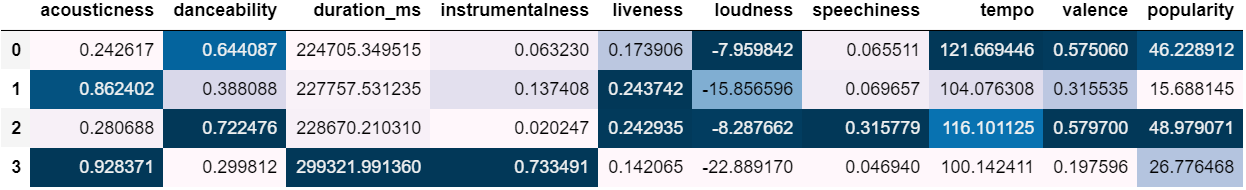 acousticness danceability duration_ms instrumentalness liveness loudness speechiness tempo valence popularity
0 0.242617 0.644087 224705.349515 0.063230 0.173906 -7.959842 0.065511 121.669446 0.575060 46.228912
1 0.862402 0.388088 227757.531235 0.137408 0.243742 -15.856596 0.069657 104.076308 0.315535 15.688145
2 0.280688 0.722476 228670.210310 0.020247 0.242935 -8.287662 0.315779 116.101125 0.579700 48.979071
3 0.928371 0.299812 299321.991360 0.733491 0.142065 -22.889170 0.046940 100.142411 0.197596 26.776468